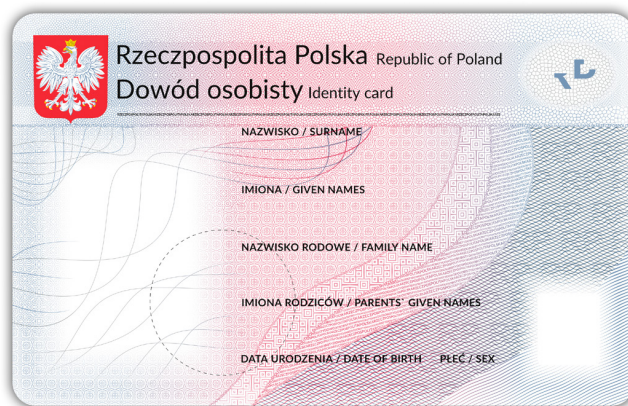 Rzeczpospolita Polska Republic of Poland
Dowód osobisty Identity card
NAZWISKO / SURNAME
IMIONA / GIVEN NAMES
NAZWISKO RODOWE / FAMILY NAME
IMIONA RODZICÓW / PARENTS` GIVEN NAMES
DATA URODZENIA / DATE OF BIRTH PŁEĆ / SEX